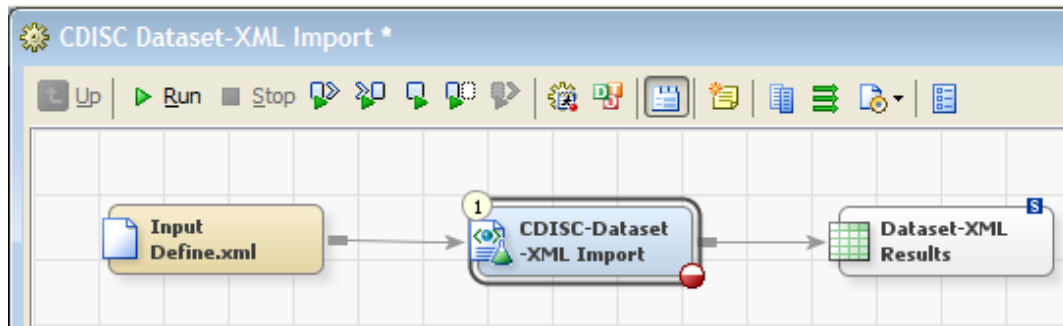 CDISC Dataset-XML Import *
Up Run Stop
1
S
Input
Define.xml
CDISC-Dataset
-XML Import
Dataset-XML
Results